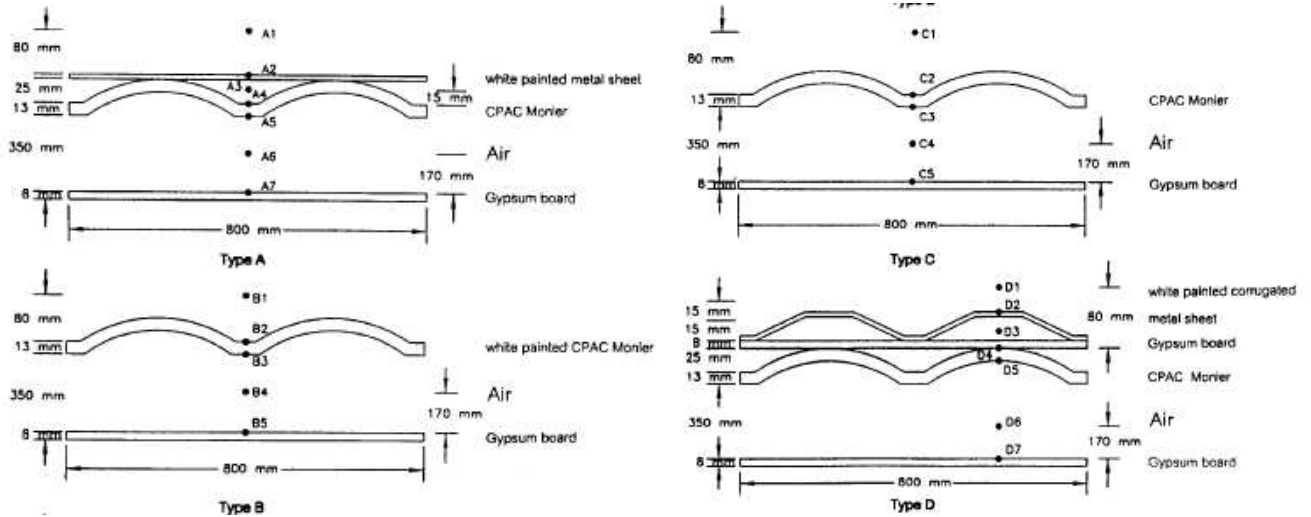 80 mm
A1
25 mm
A2
white painted metal sheet
A3
A4
15 mm
13 mm
A5
CPAC Monier
350 mm
A6
Air
170 mm
A7
8 mm
Gypsum board
800 mm
Type A
B1
80 mm
B2
13 mm
B3
white painted CPAC Monier
B4
Air
350 mm
170 mm
B5
6 mm
Gypsum board
800 mm
Type B
C1
80 mm
C2
13 mm
C3
CPAC Monier
350 mm
C4
Air
170 mm
C5
8 mm
Gypsum board
800 mm
Type C
D1
white painted corrugated
15 mm
D2
80 mm
metal sheet
15 mm
D3
8 mm
Gypsum board
25 mm
D4
D5
13 mm
CPAC Monier
350 mm
D6
Air
170 mm
D7
8 mm
Gypsum board
800 mm
Type D